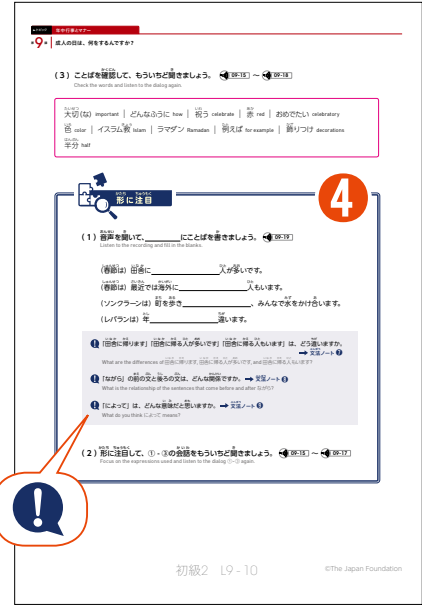 トピック 年中行事とマナー
第9課 成人の日は、何をするんですか？
(3) ことばを確認して、もういちど聞きましょう。 09-15 ～ 09-18
Check the words and listen to the dialog again.
大切(な) important | どんなふうに how | 祝う celebrate | 赤 red | おめでたい celebratory
色 color | イスラム教 Islam | ラマダン Ramadan | 例えば for example | 飾りつけ decorations
半分 half
形に注目
4
(1) 音声を聞いて、＿＿＿にことばを書きましょう。 09-19
Listen to the recording and fill in the blanks.
(春節は) 田舎に＿＿＿人が多いです。
(春節は) 最近では海外に＿＿＿人もいます。
(ソンクラーンは) 町を歩き＿＿＿、みんなで水をかけ合います。
(レバランは) 年＿＿＿違います。
「田舎に帰ります」「田舎に帰る人が多いです」「田舎に帰る人もいます」は、どう違いますか。
➡ 文法ノート❼
What are the differences of 田舎に帰ります, 田舎に帰る人が多いです, and 田舎に帰る人もいます?
「ながら」の前の文と後ろの文は、どんな関係ですか。 ➡ 文法ノート❽
What is the relationship of the sentences that come before and after ながら?
「によって」は、どんな意味だと思いますか。 ➡ 文法ノート❾
What do you think によって means?
(2) 形に注目して、①-③の会話をもういちど聞きましょう。 09-15 ～ 09-17
Focus on the expressions used and listen to the dialog ①-③ again.
!
初級2 L9 - 10
©The Japan Foundation